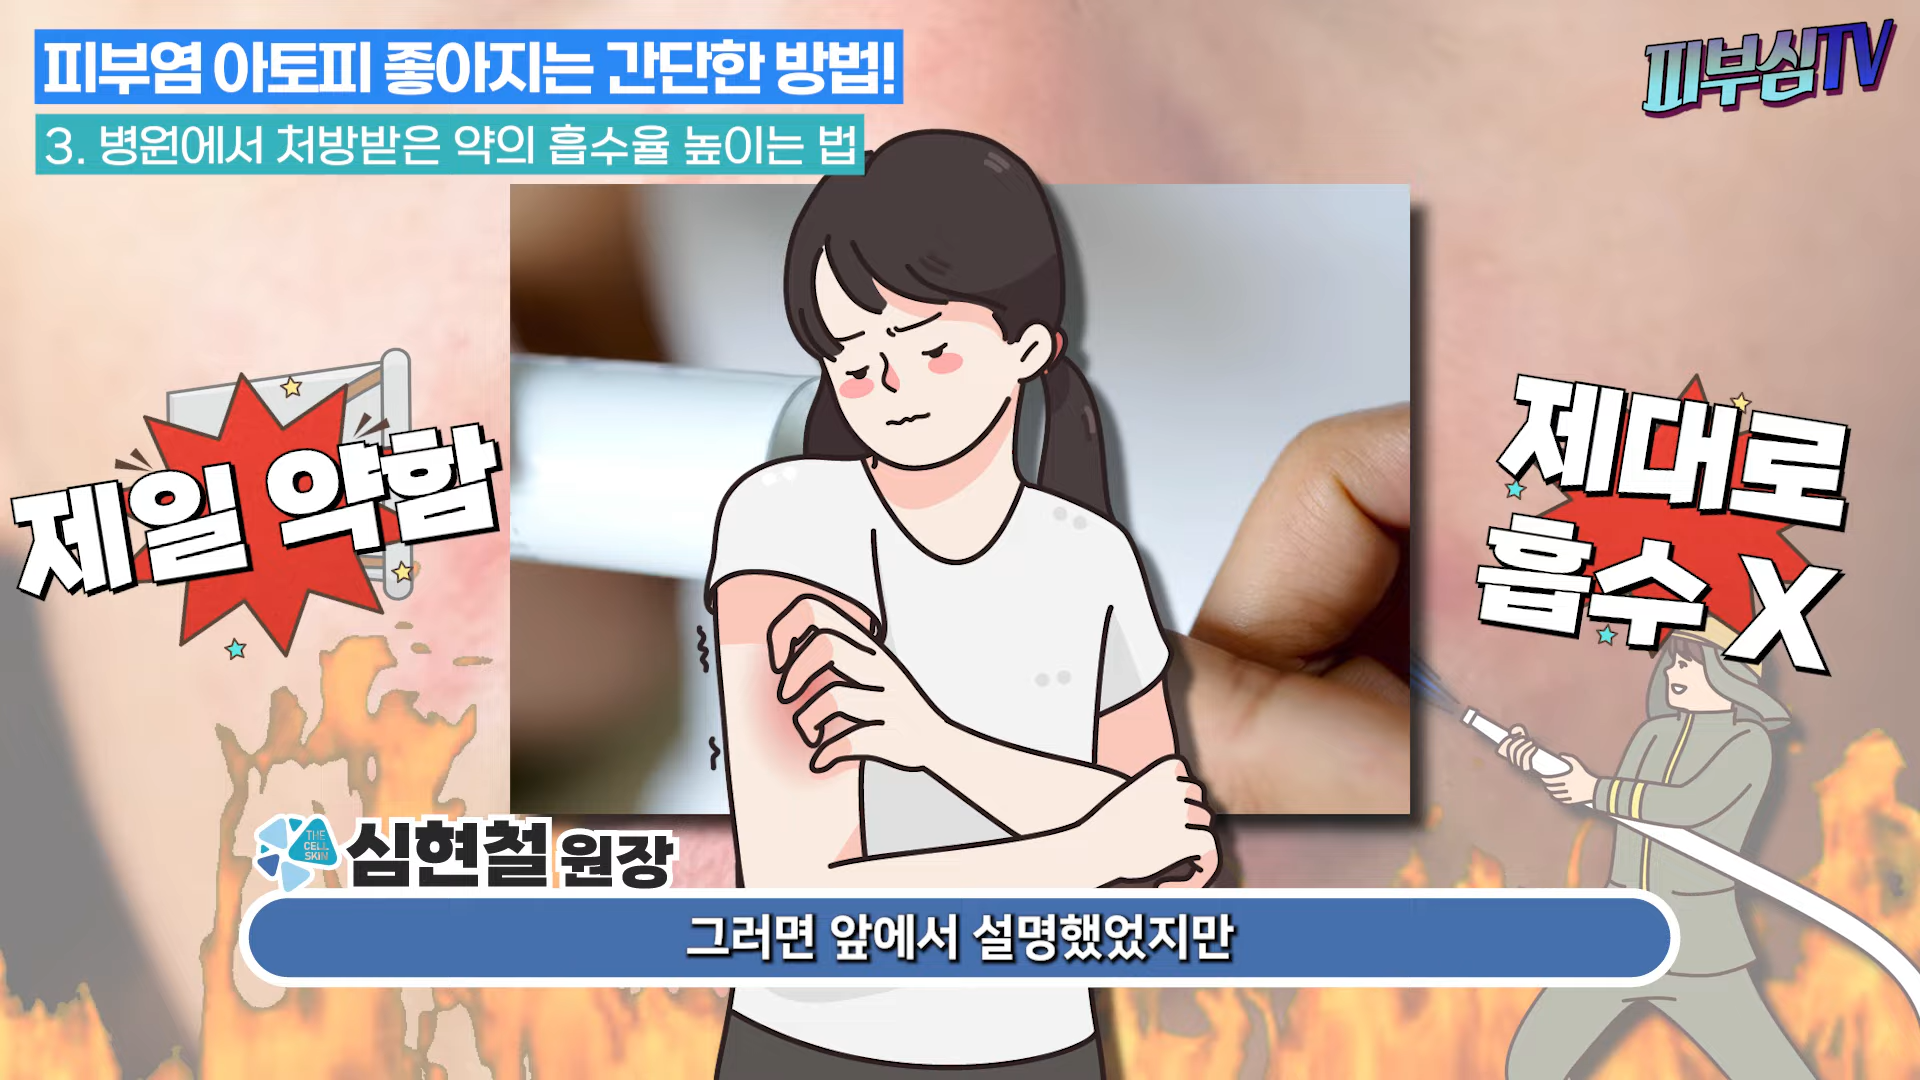 피부염 아토피 좋아지는 간단한 방법!
피부심TV
3. 병원에서 처방받은 약의 흡수율 높이는 법
제일 약함
제대로
흡수 X
THE
CELL
SKIN
심현철 원장
그러면 앞에서 설명했었지만